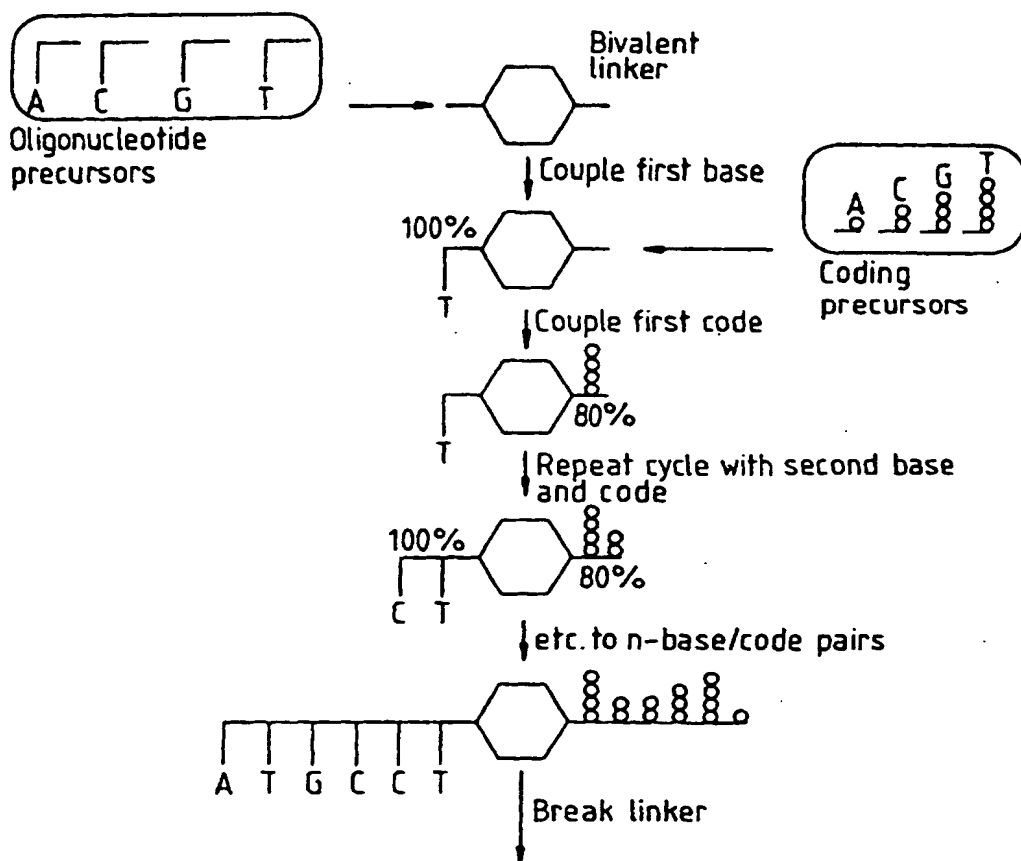 A C G T
Oligonucleotide
precursors
Bivalent
linker
Couple first base
A C G T
Coding
precursors
100%
T
Couple first code
T
80%
Repeat cycle with second base
and code
100%
C T
80%
etc. to n-base/code pairs
A T G C C T
Break linker